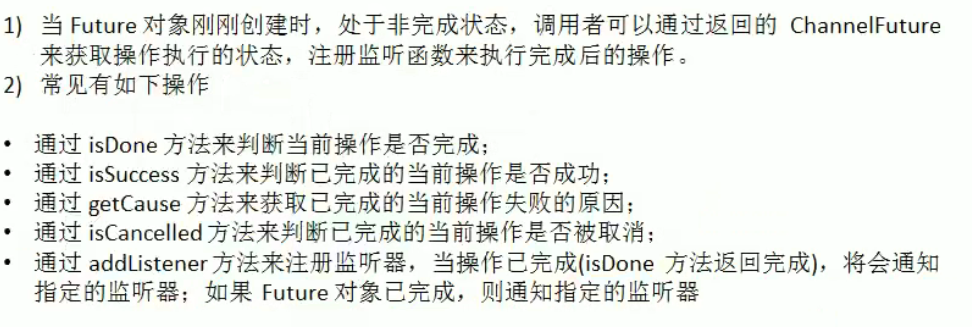 1) 当 Future 对象刚刚创建时，处于非完成状态，调用者可以通过返回的 ChannelFuture
来获取操作执行的状态，注册监听函数来执行完成后的操作。
2) 常见有如下操作
• 通过 isDone 方法来判断当前操作是否完成；
• 通过 isSuccess 方法来判断已完成的当前操作是否成功；
• 通过 getCause 方法来获取已完成的当前操作失败的原因；
• 通过 isCancelled 方法来判断已完成的当前操作是否被取消；
• 通过 addListener 方法来注册监听器，当操作已完成(isDone 方法返回完成)，将会通知
指定的监听器；如果 Future 对象已完成，则通知指定的监听器